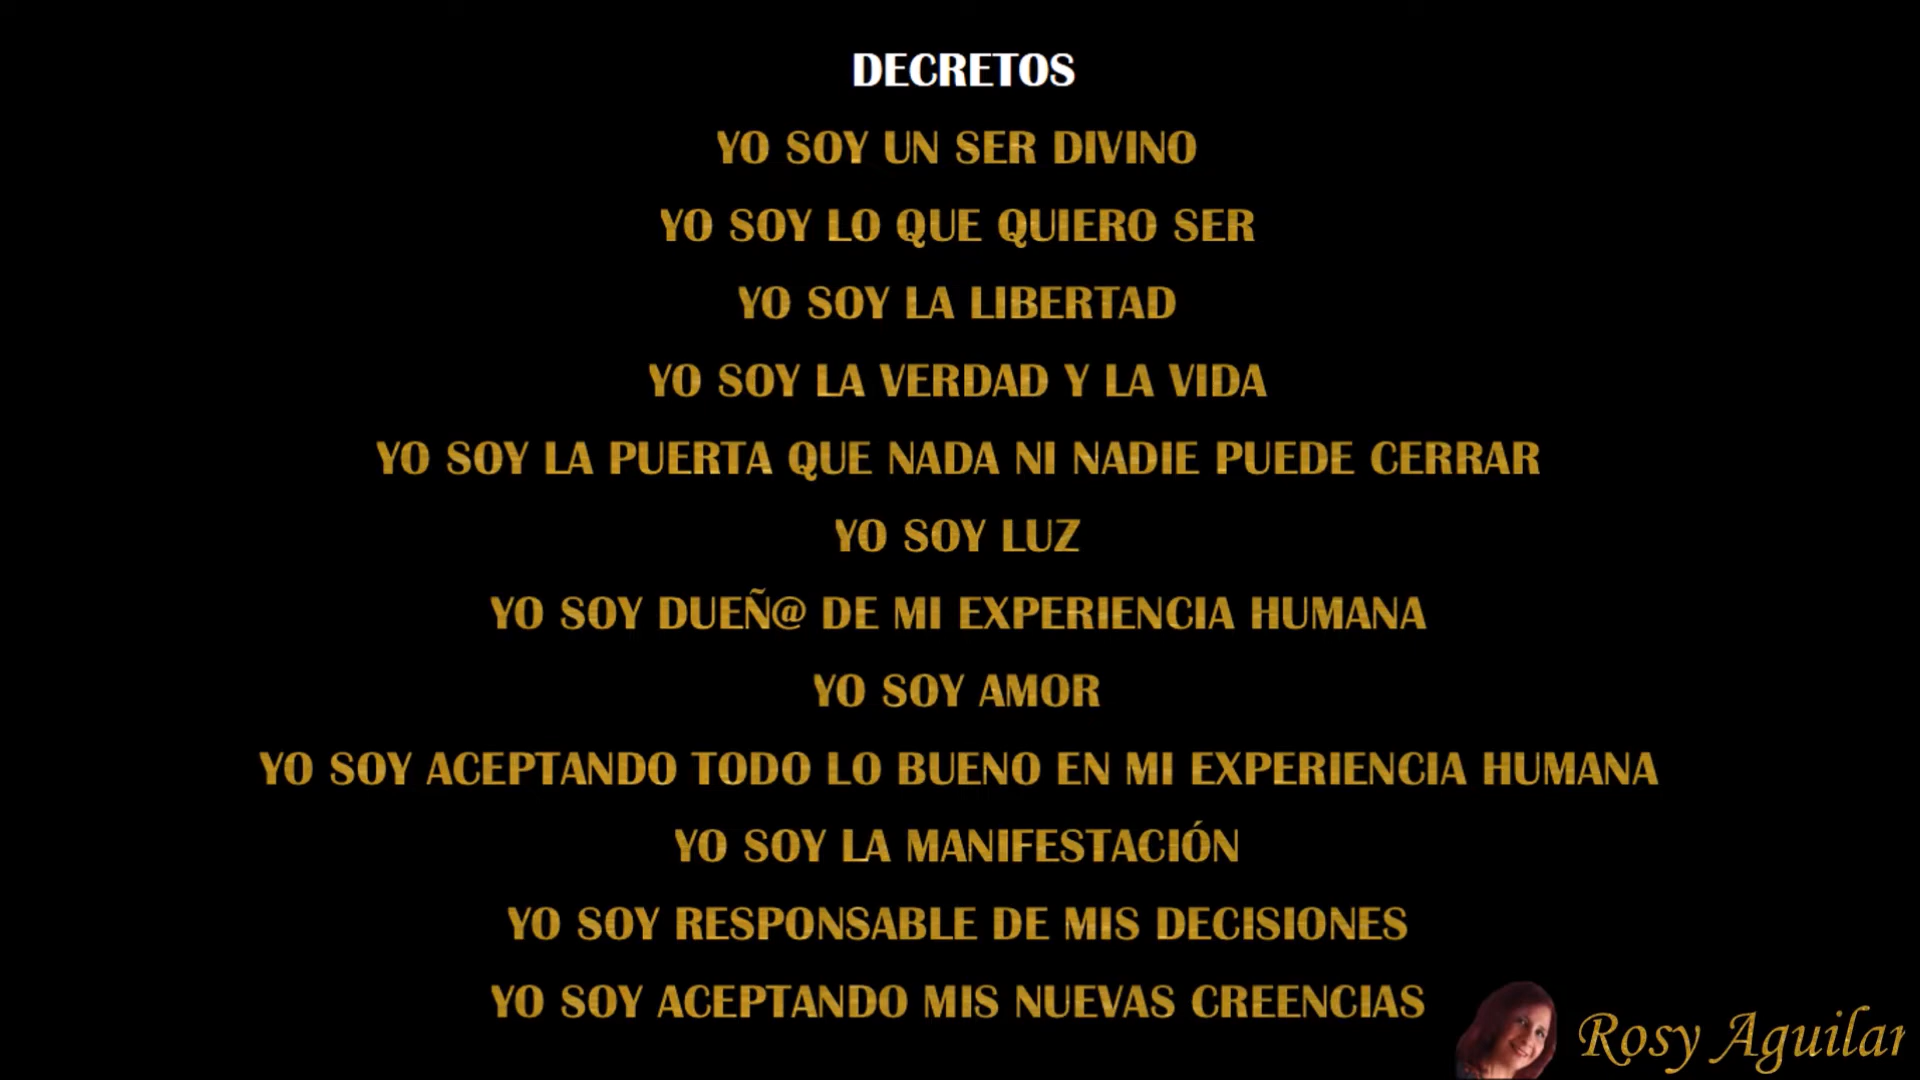 DECRETOS
YO SOY UN SER DIVINO
YO SOY LO QUE QUIERO SER
YO SOY LA LIBERTAD
YO SOY LA VERDAD Y LA VIDA
YO SOY LA PUERTA QUE NADA NI NADIE PUEDE CERRAR
YO SOY LUZ
YO SOY DUEÑ@ DE MI EXPERIENCIA HUMANA
YO SOY AMOR
YO SOY ACEPTANDO TODO LO BUENO EN MI EXPERIENCIA HUMANA
YO SOY LA MANIFESTACIÓN
YO SOY RESPONSABLE DE MIS DECISIONES
YO SOY ACEPTANDO MIS NUEVAS CREENCIAS
Rosy Aguilar